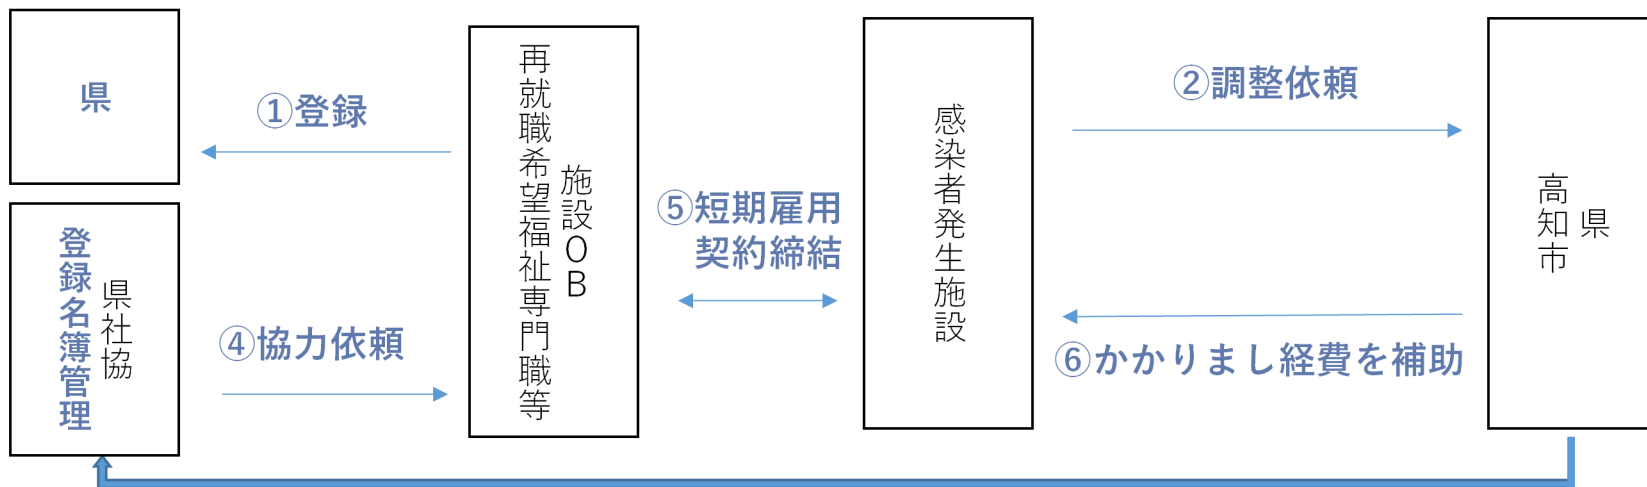 県
①登録
県社協
登録名簿管理
④協力依頼
施設OB
再就職希望福祉専門職等
⑤短期雇用
契約締結
感染者発生施設
②調整依頼
⑥かかりまし経費を補助
県
高知市